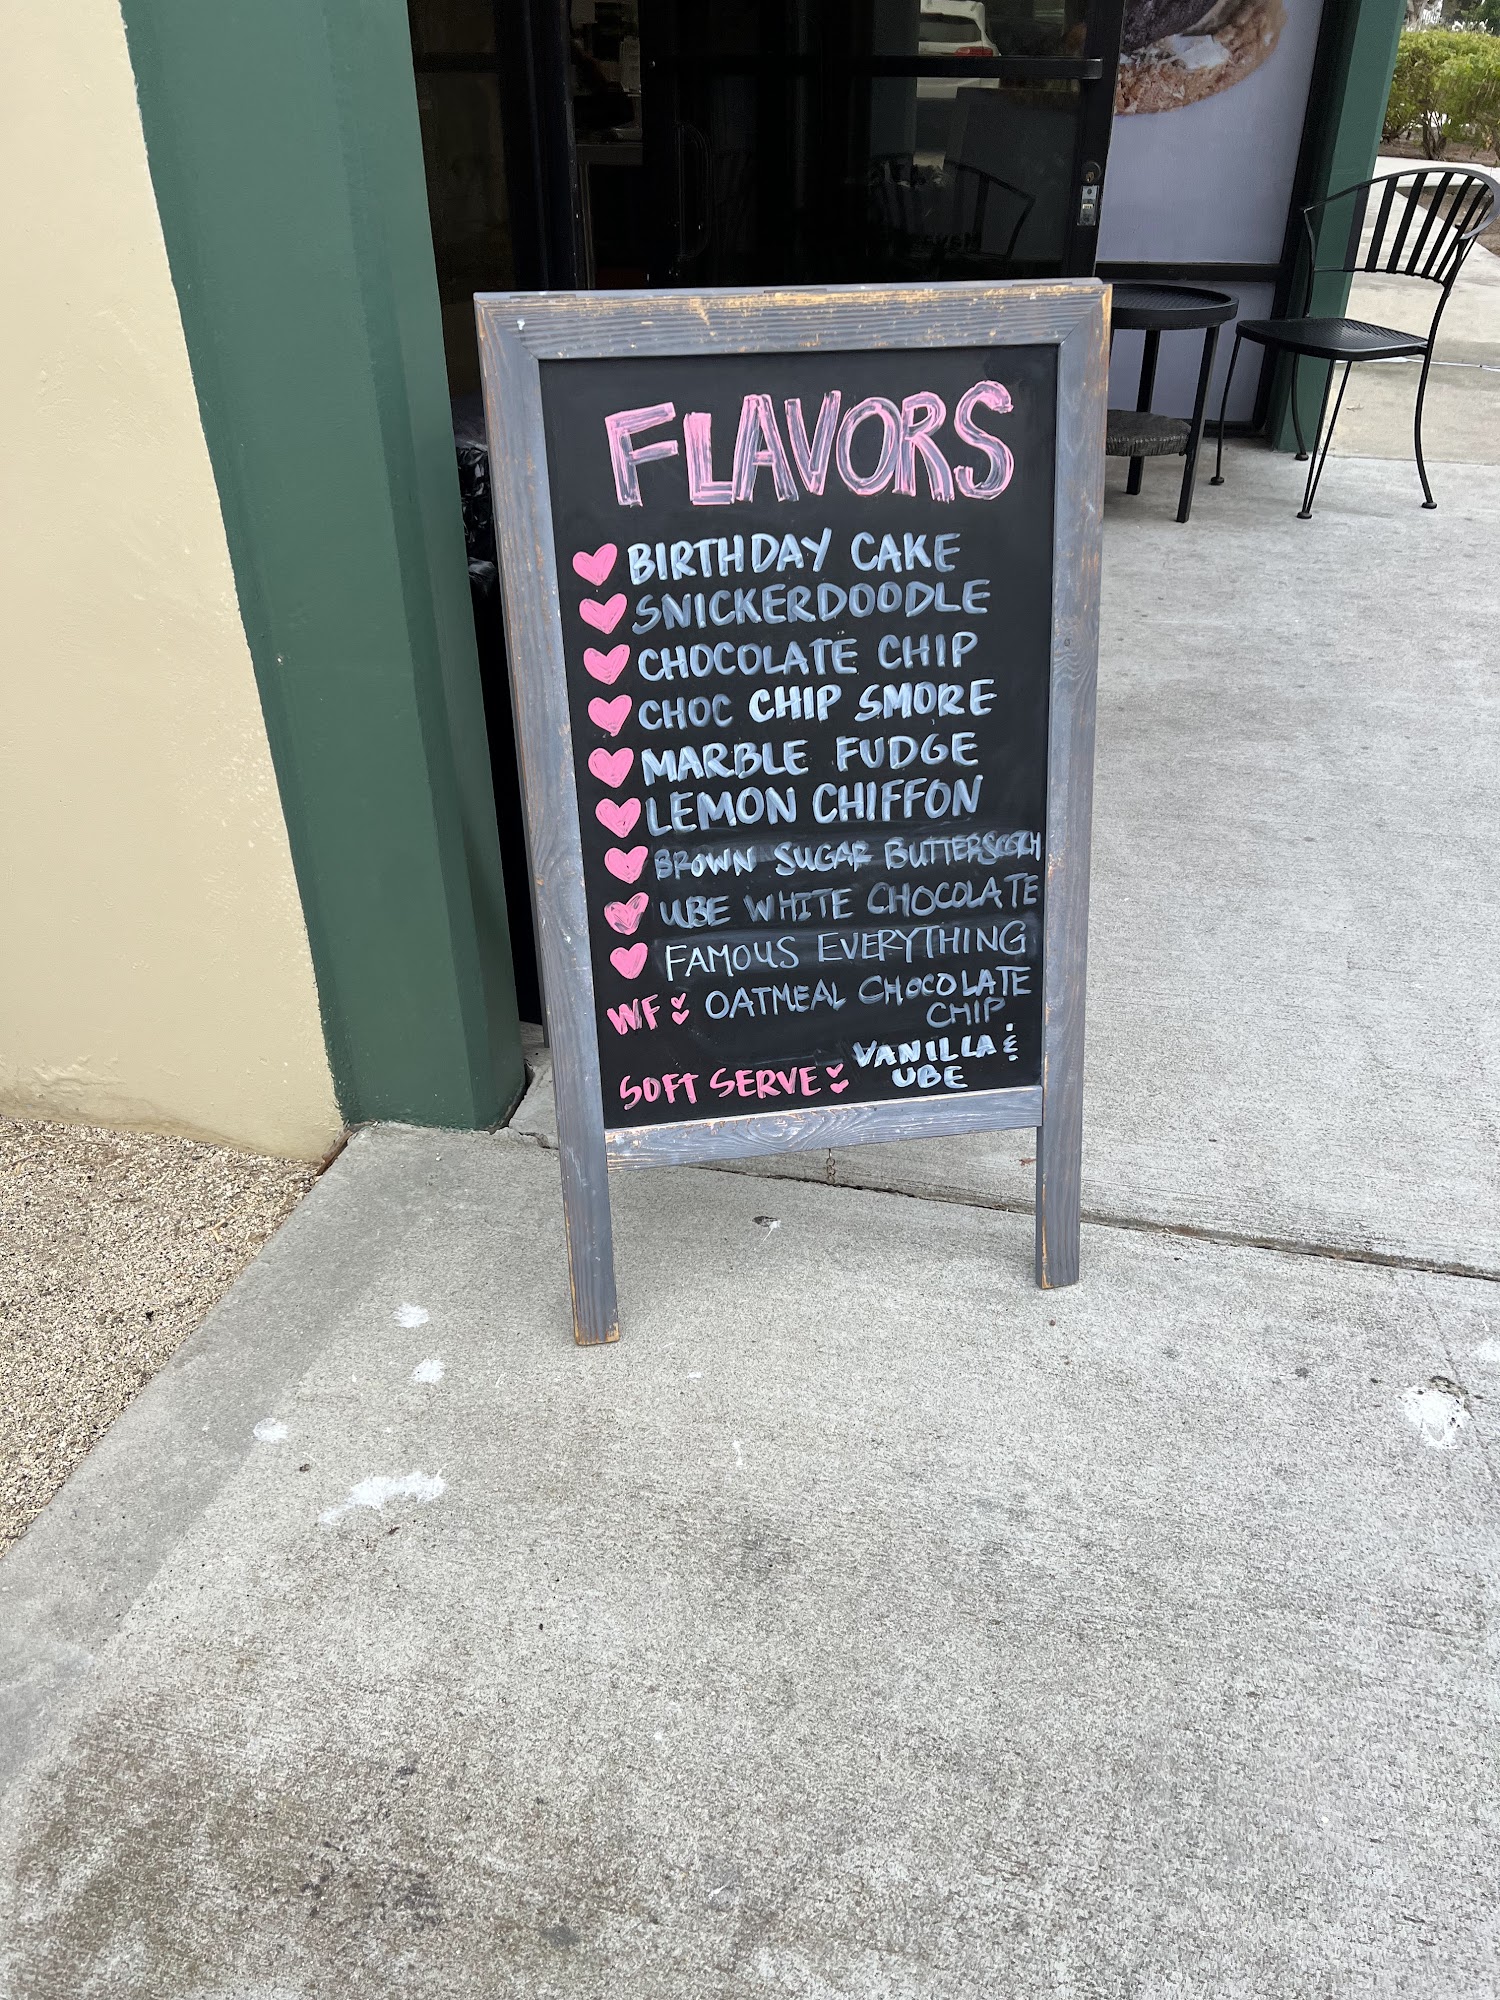 FLAVORS
BIRTHDAY CAKE
SNICKERDOODLE
CHOCOLATE CHIP
CHOC CHIP SMORE
MARBLE FUDGE
LEMON CHIFFON
BROWN SUGAR BUTTERSCOTCH
UBE WHITE CHOCOLATE
FAMOUS EVERYTHING
WF: OATMEAL CHOCOLATE
CHIP
SOFT SERVE: VANILLA &
UBE